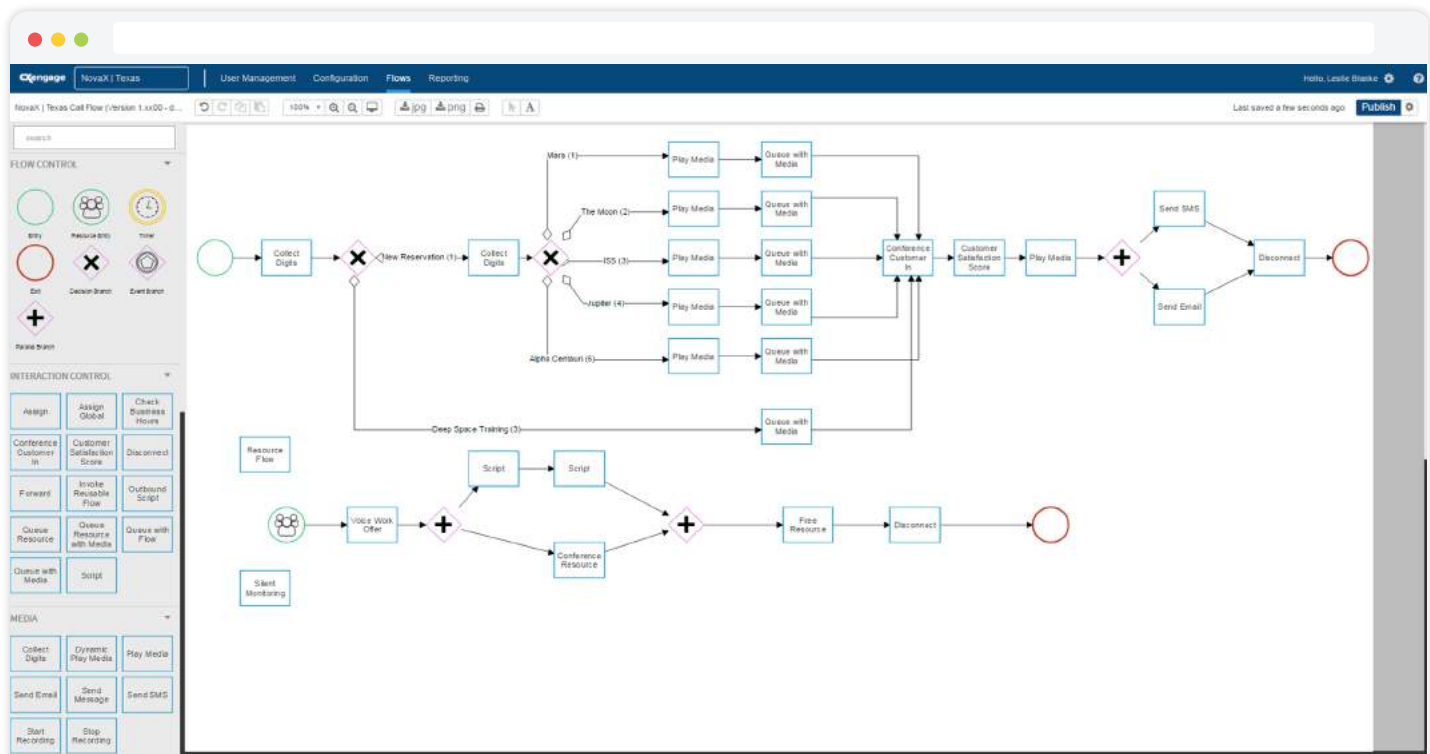 CXengage
NovaX | Texas
User Management
Configuration
Flows
Reporting
Hello, Leslie
NovaX | Texas Call Flow (Version 1.xx00 - d...
100%
jpg
png
A
Last saved a few seconds ago
Publish
search
FLOW CONTROL
Entry
Resource Entry
Timer
Exit
Decision Branch
Event Branch
Parallel Branch
INTERACTION CONTROL
Assign
Assign
Global
Check
Business
Hours
Conference
Customer
In
Customer
Satisfaction
Score
Disconnect
Forward
Invoke
Reusable
Flow
Outbound
Script
Queue
Resource
Queue
Resource
with Media
Queue with
Flow
Queue with
Media
Script
MEDIA
Collect
Digits
Dynamic
Play Media
Play Media
Send Email
Send
Message
Send SMS
Start
Recording
Stop
Recording
Collect
Digits
New Reservation (1)
Collect
Digits
Mars (1)
Play Media
Queue with
Media
The Moon (2)
Play Media
Queue with
Media
ISS (3)
Play Media
Queue with
Media
Jupiter (4)
Play Media
Queue with
Media
Alpha Centauri (5)
Play Media
Queue with
Media
Deep Space Training (3)
Queue with
Media
Conference
Customer
In
Customer
Satisfaction
Score
Play Media
Send SMS
Send Email
Disconnect
Resource
Flow
Voice Work
Offer
Script
Script
Conference
Resource
Free
Resource
Disconnect
Silent
Monitoring